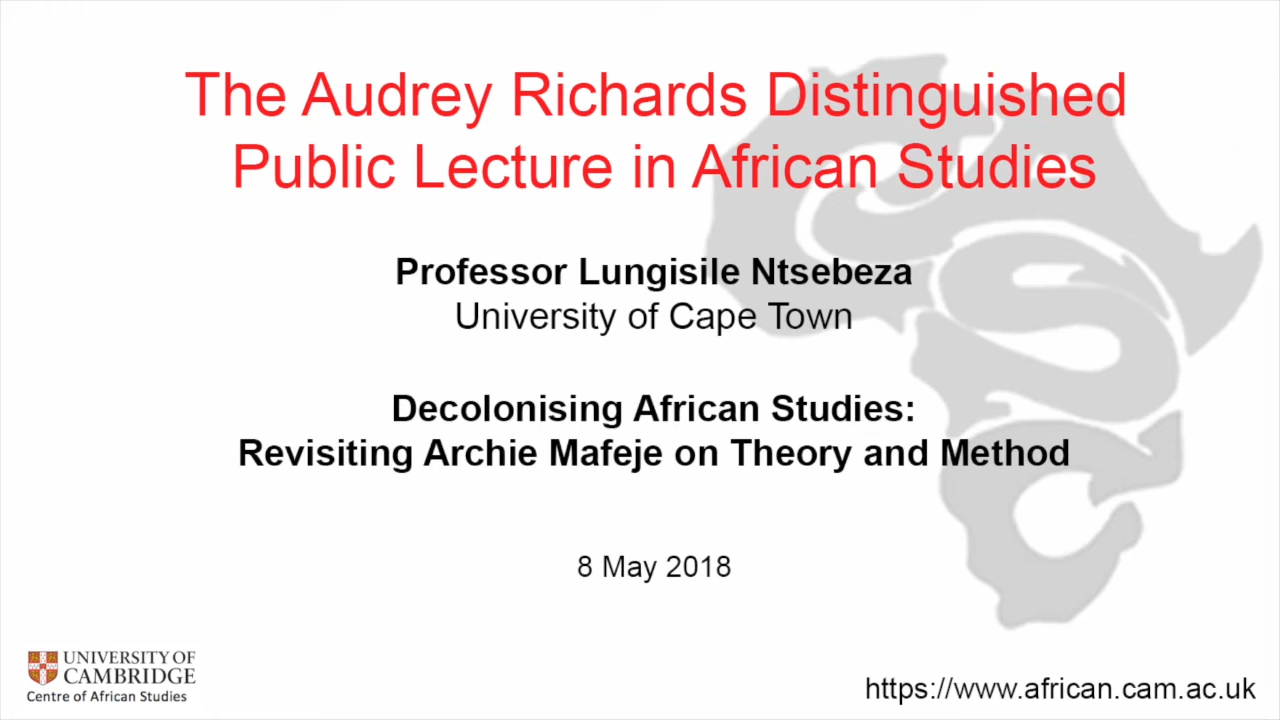 The Audrey Richards Distinguished
Public Lecture in African Studies
Professor Lungisile Ntsebeza
University of Cape Town
Decolonising African Studies:
Revisiting Archie Mafeje on Theory and Method
8 May 2018
UNIVERSITY OF
CAMBRIDGE
Centre of African Studies
https://www.african.cam.ac.uk